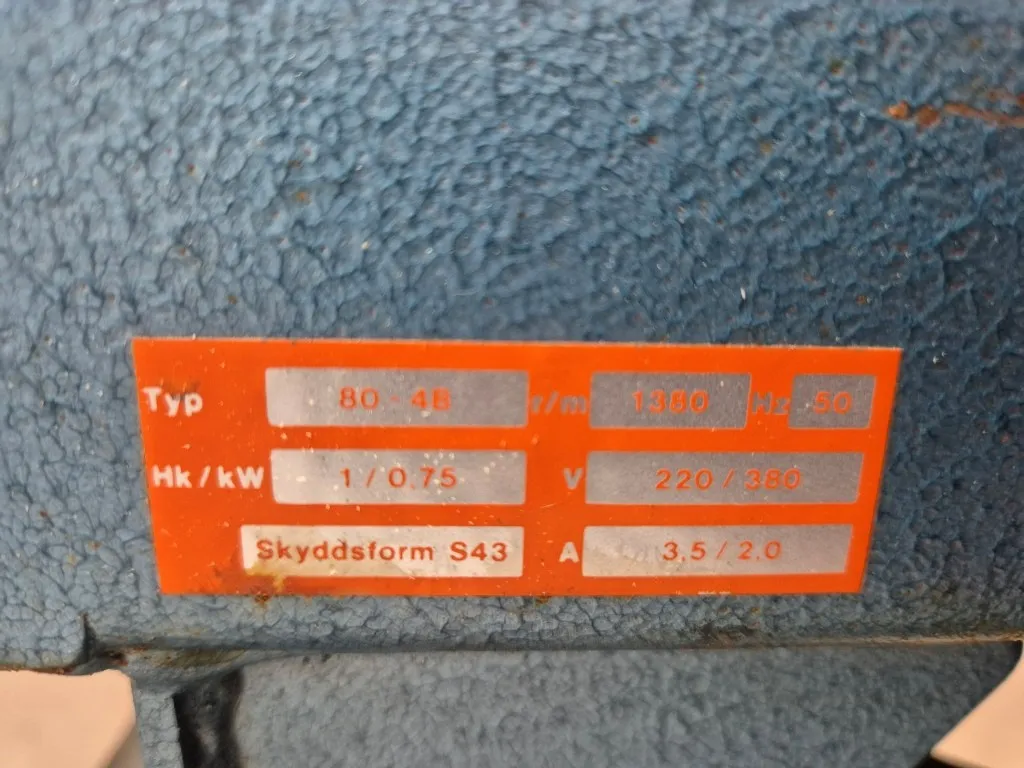 Typ 80-4B r/m 1380 Hz 50
Hk/kW 1/0,75 V 220/380
Skyddsform S43 A 3,5/2,0